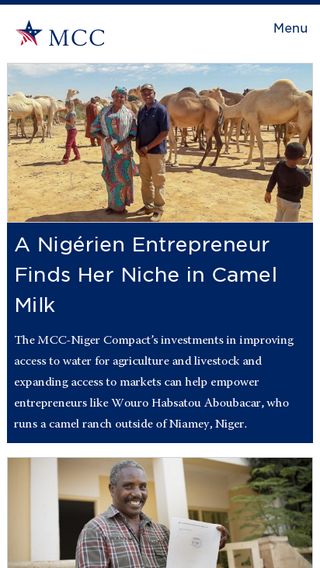 MCC
Menu
A Nigérien Entrepreneur
Finds Her Niche in Camel
Milk
The MCC-Niger Compact's investments in improving
access to water for agriculture and livestock and
expanding access to markets can help empower
entrepreneurs like Wouro Habsatou Aboubacar, who
runs a camel ranch outside of Niamey, Niger.